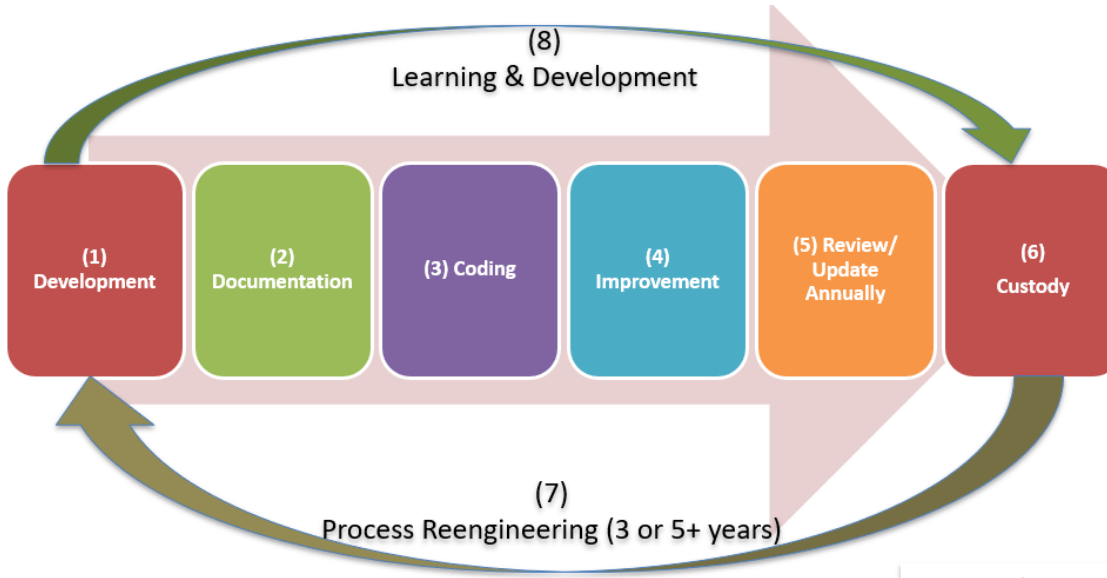 (8)
Learning & Development
(1)
Development
(2)
Documentation
(3) Coding
(4)
Improvement
(5) Review/
Update
Annually
(6)
Custody
(7)
Process Reengineering (3 or 5+ years)